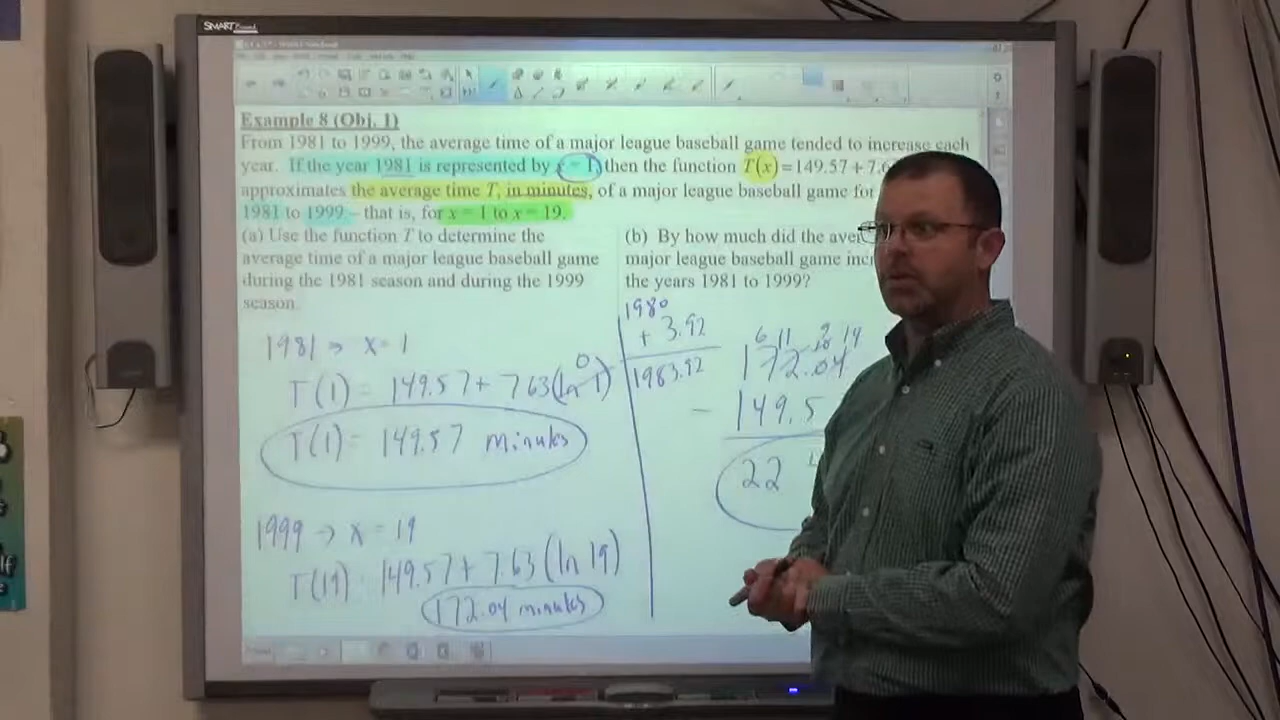 SMART
Example 8 (Obj. 1)
From 1981 to 1999, the average time of a major league baseball game tended to increase each
year. If the year 1981 is represented by x = 1, then the function T(x) = 149.57 + 7.6
approximates the average time T, in minutes, of a major league baseball game for
1981 to 1999 – that is, for x = 1 to x = 19.
(a) Use the function T to determine the
average time of a major league baseball game
during the 1981 season and during the 1999
season.
1981 ⇒ x = 1
T(1) = 149.57 + 7.63(ln 1) 0
T(1) = 149.57 minutes
1999 → x = 19
T(19) = 149.57 + 7.63 (ln 19)
172.04 minutes
(b) By how much did the aver
major league baseball game inc
the years 1981 to 1999?
1980
+ 3.92
1983.92
6 11 9 14
172.04
- 149.5
22